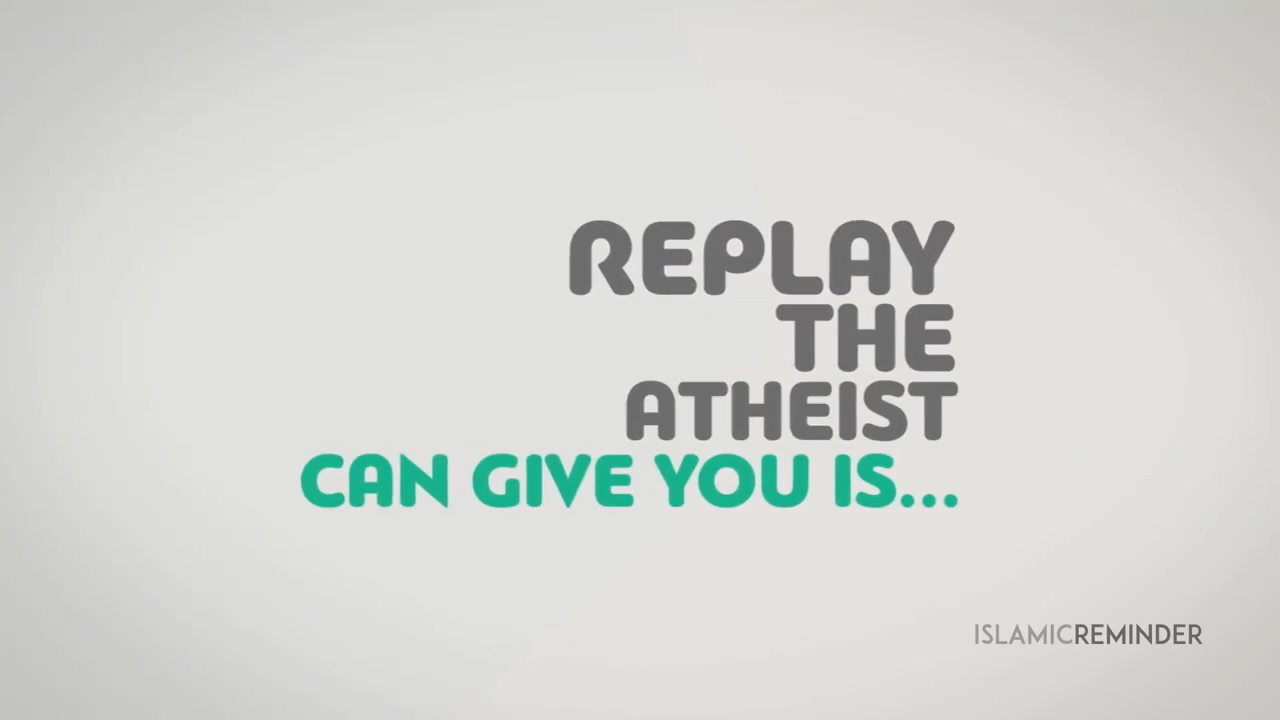 REPLAY
THE
ATHEIST
CAN GIVE YOU IS...
ISLAMICREMINDER